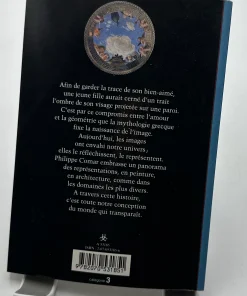 Afin de garder la trace de son bien-aimé,
une jeune fille aurait cerné d'un trait
l'ombre de son visage projetée sur une paroi.
C'est par ce compromis entre l'amour
et la géométrie que la mythologie grecque
fixe la naissance de l'image.
Aujourd'hui, les images
ont envahi notre univers,
elles le réfléchissent, le représentent.
Philippe Comar embrasse un panorama
des représentations, en peinture,
en architecture, comme dans
les domaines les plus divers.
A travers cette histoire,
c'est toute notre conception
du monde qui transparaît.
catégorie 3